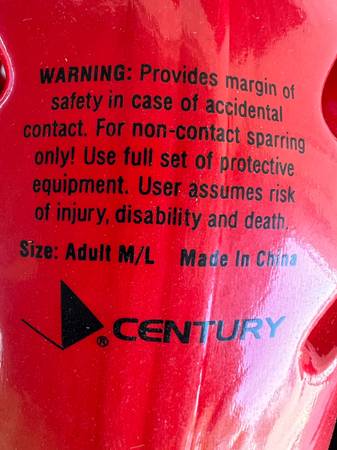 WARNING: Provides margin of
safety in case of accidental
contact. For non-contact sparring
only! Use full set of protective
equipment. User assumes risk
of injury, disability and death.
Size: Adult M/L Made In China
® CENTURY